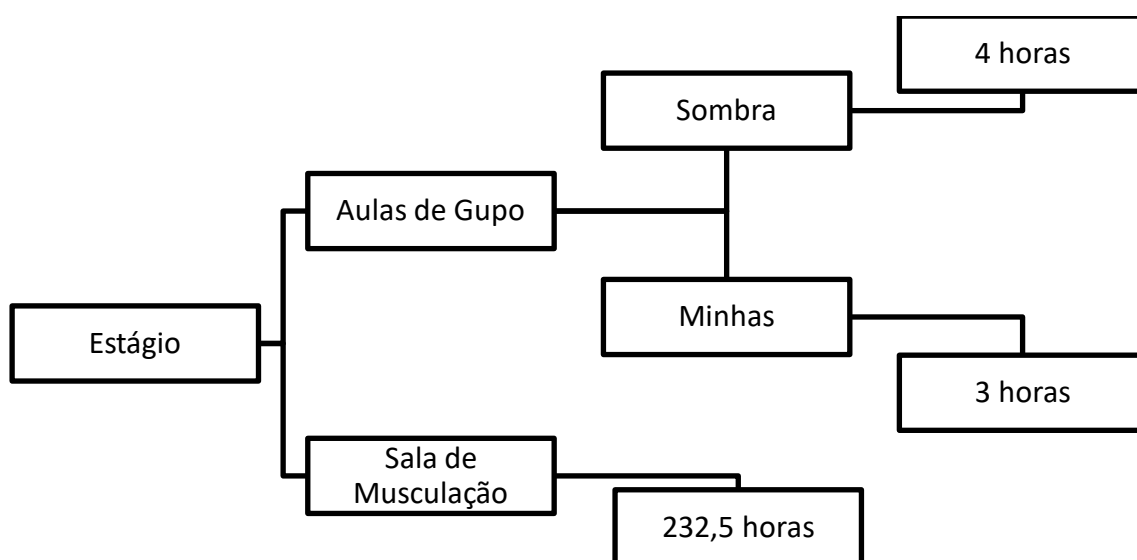 Estágio
Aulas de Gupo
Sombra
4 horas
Minhas
3 horas
Sala de
Musculação
232,5 horas